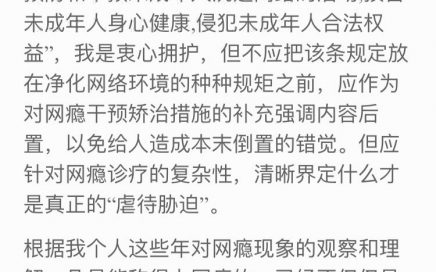 未成年人身心健康,侵犯未成年人合法权
益”，我是衷心拥护，但不应把该条规定放
在净化网络环境的种种规矩之前，应作为
对网瘾干预矫治措施的补充强调内容后
置，以免给人造成本末倒置的错觉。但应
针对网瘾诊疗的复杂性，清晰界定什么才
是真正的“虐待胁迫”。
根据我个人这些年对网瘾现象的观察和理